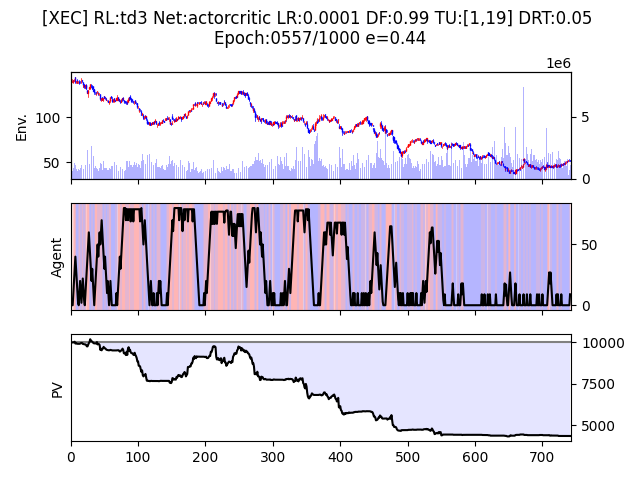 [XEC] RL:td3 Net:actorcritic LR:0.0001 DF:0.99 TU:[1,19] DRT:0.05
Epoch:0557/1000 e=0.44
1e6
Env.
100
50
5
0
Agent
50
0
PV
10000
7500
5000
0 100 200 300 400 500 600 700